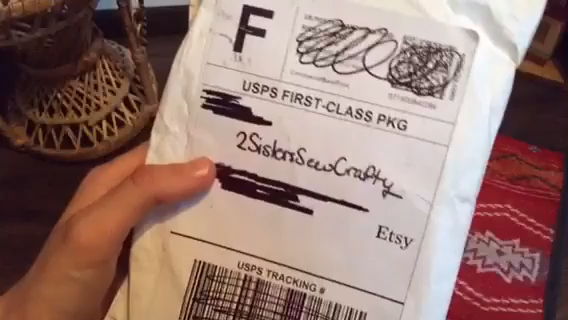 F
USPS FIRST-CLASS PKG
2SistersSewCrafty
Etsy
USPS TRACKING #